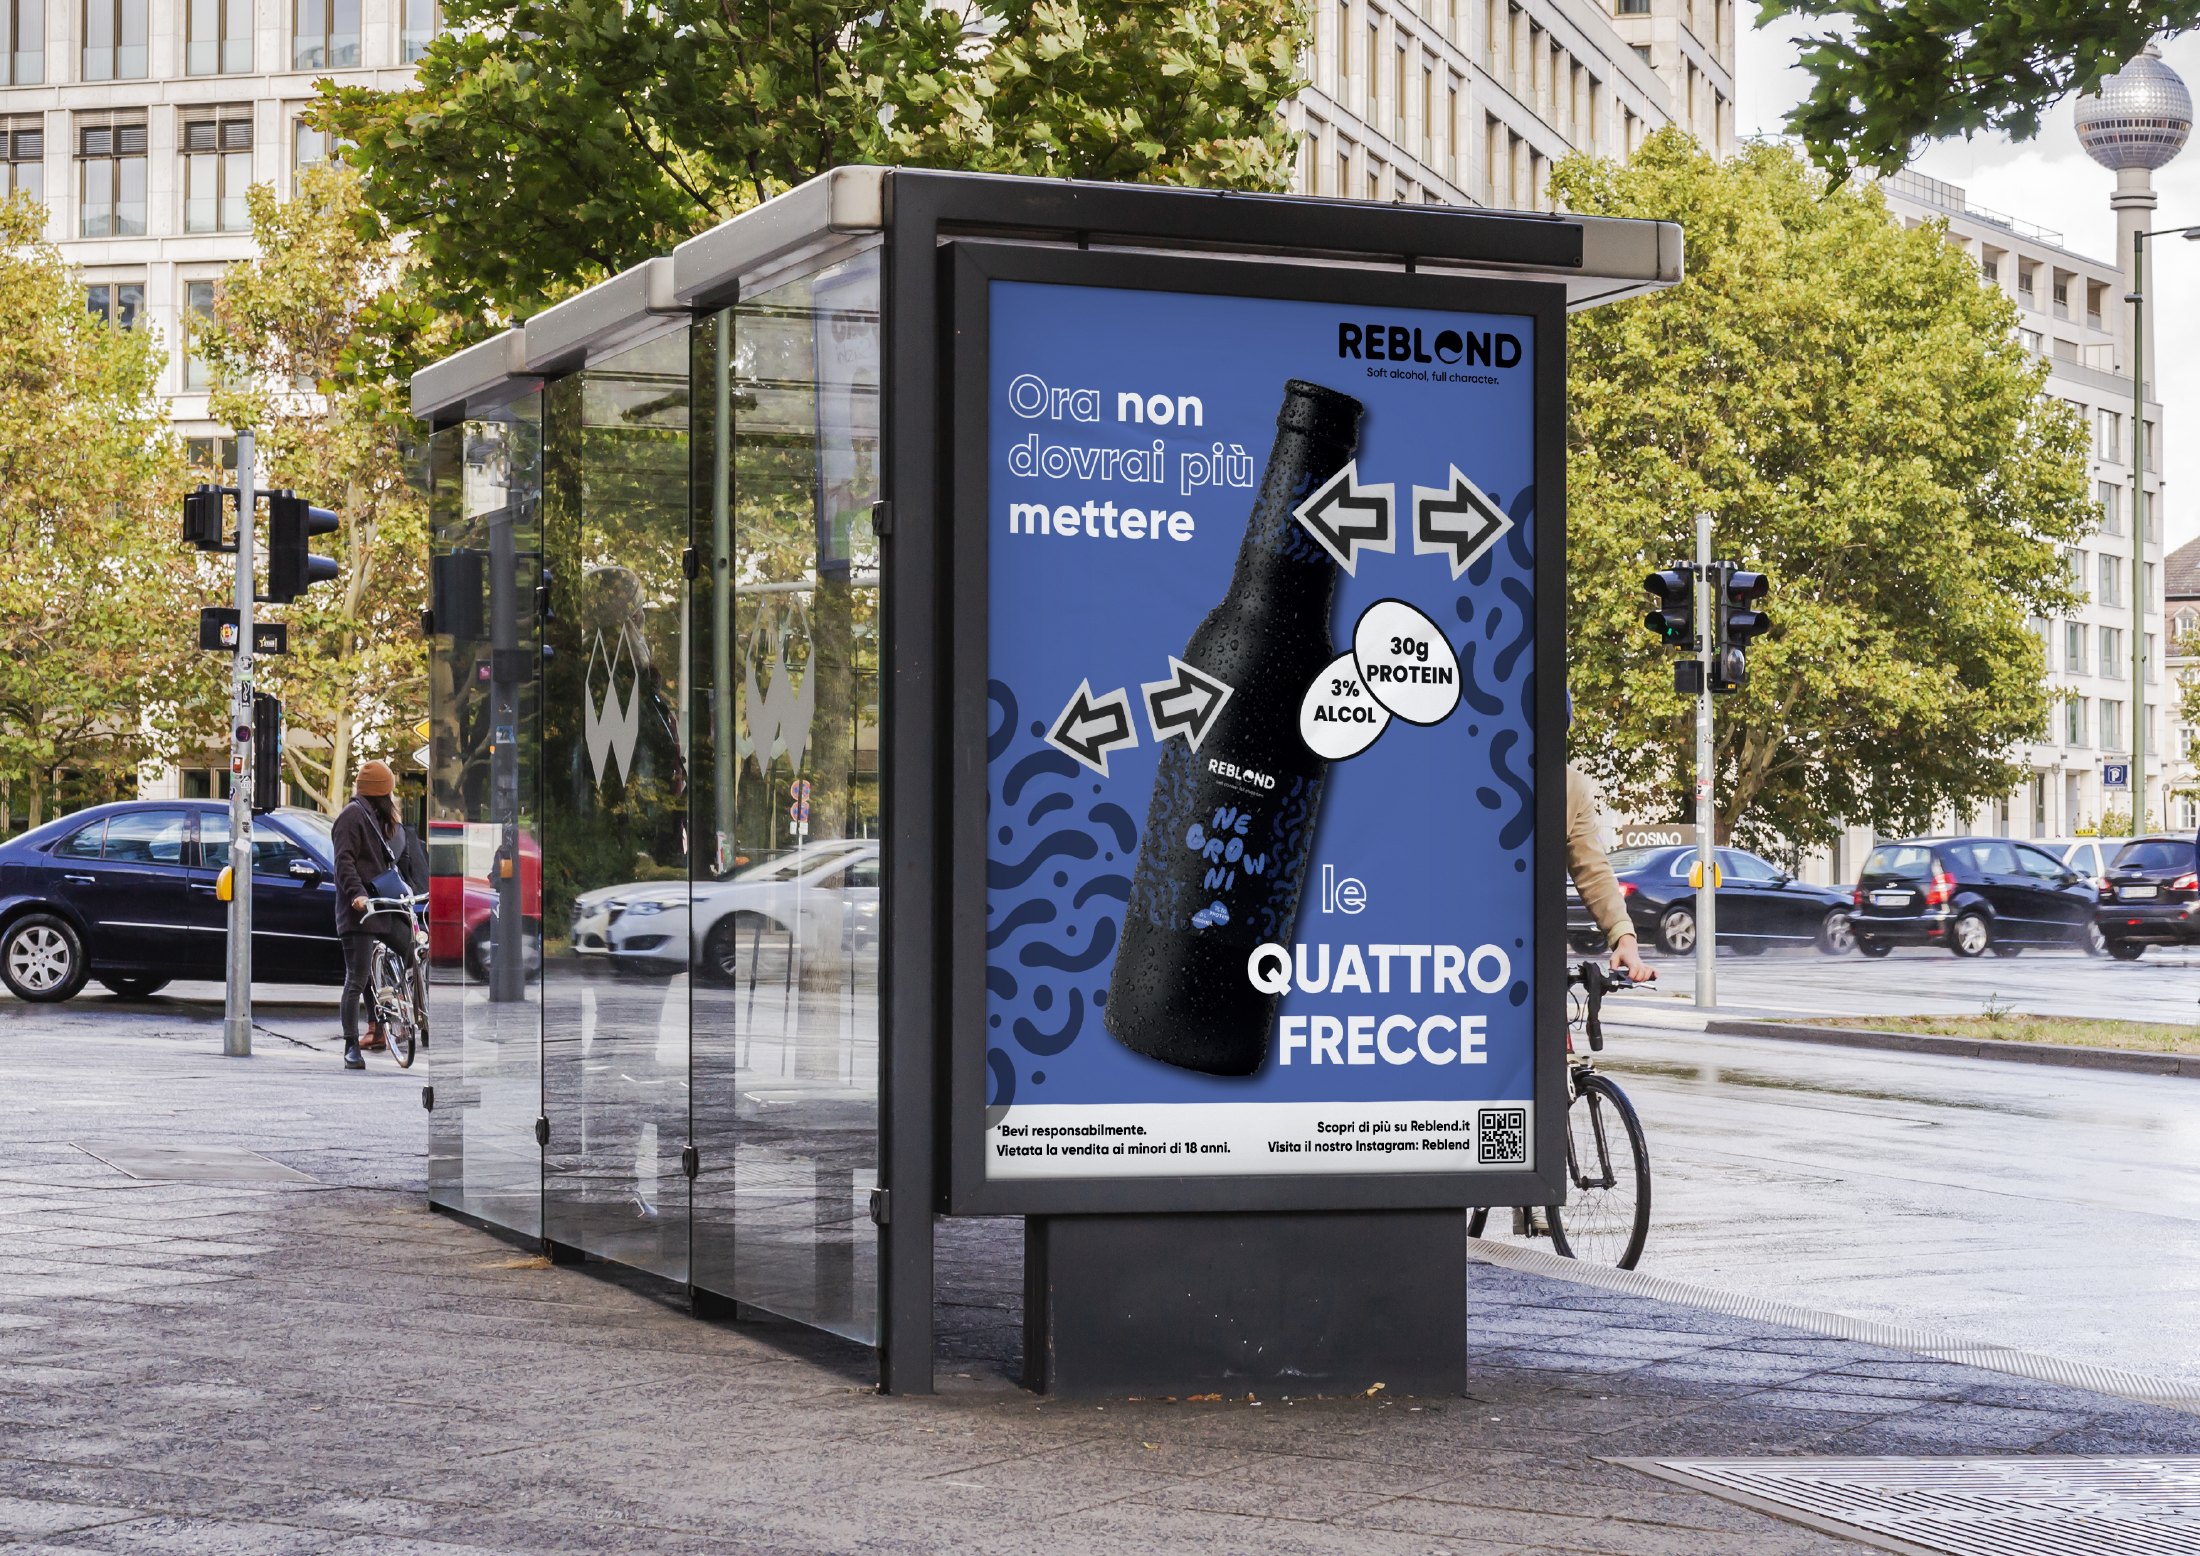 REBLOND
Soft alcohol, full character.
Ora non
dovrai più
mettere
30g
PROTEIN
3%
ALCOL
REBLOND
NE
GROW
NI
le
QUATTRO
FRECCE
*Bevi responsabilmente.
Vietata la vendita ai minori di 18 anni.
Scopri di più su Reblend.it
Visita il nostro Instagram: Reblend
COSMO
P